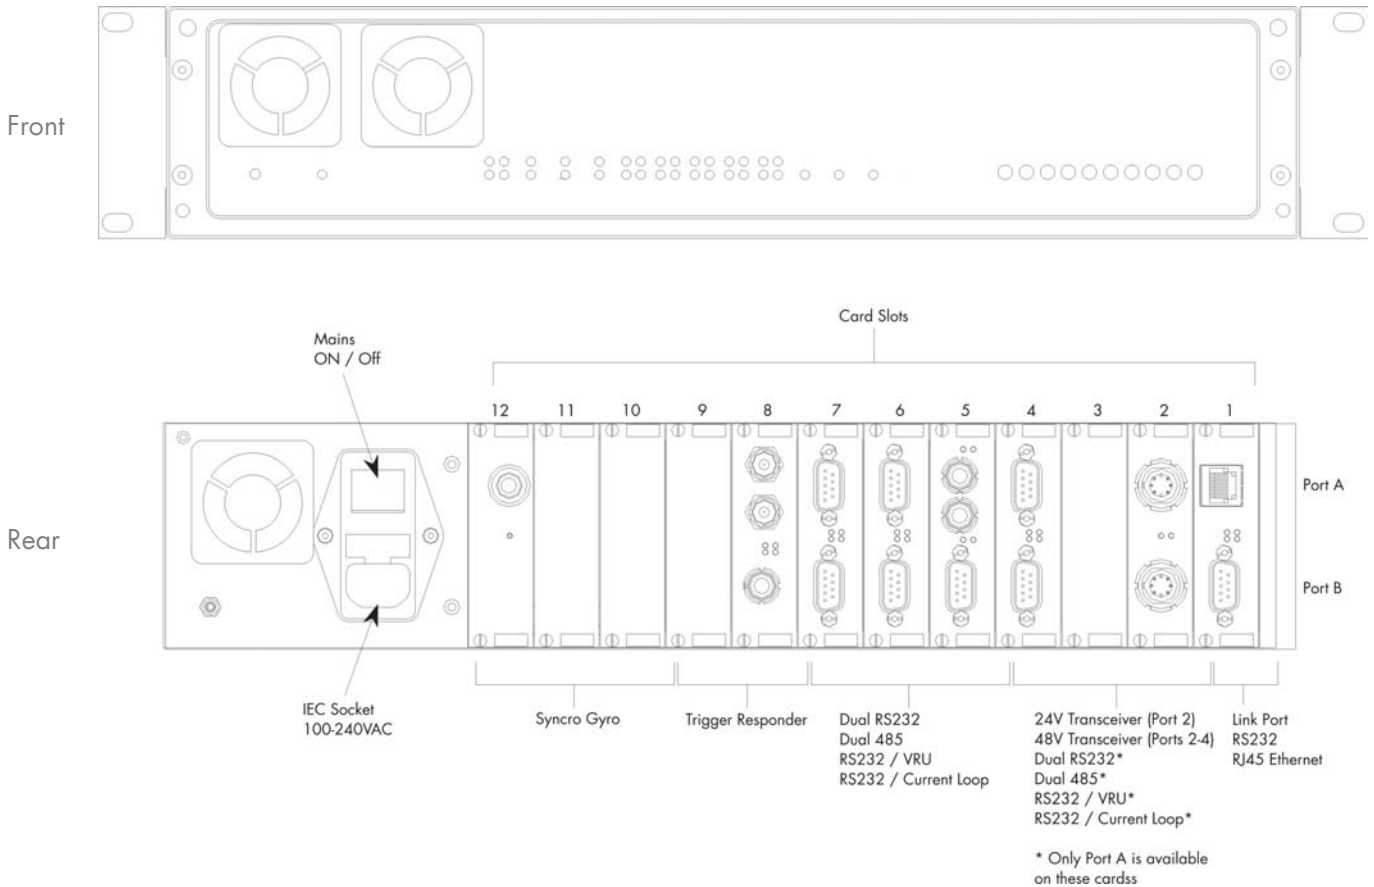 Front
Card Slots
Mains
ON / Off
12 11 10 9 8 7 6 5 4 3 2 1
Port A
Rear
Port B
IEC Socket
100-240VAC
Syncro Gyro
Trigger Responder
Dual RS232
Dual 485
RS232 / VRU
RS232 / Current Loop
24V Transceiver (Port 2)
48V Transceiver (Ports 2-4)
Dual RS232*
Dual 485*
RS232 / VRU*
RS232 / Current Loop*
* Only Port A is available
on these cardss
Link Port
RS232
RJ45 Ethernet